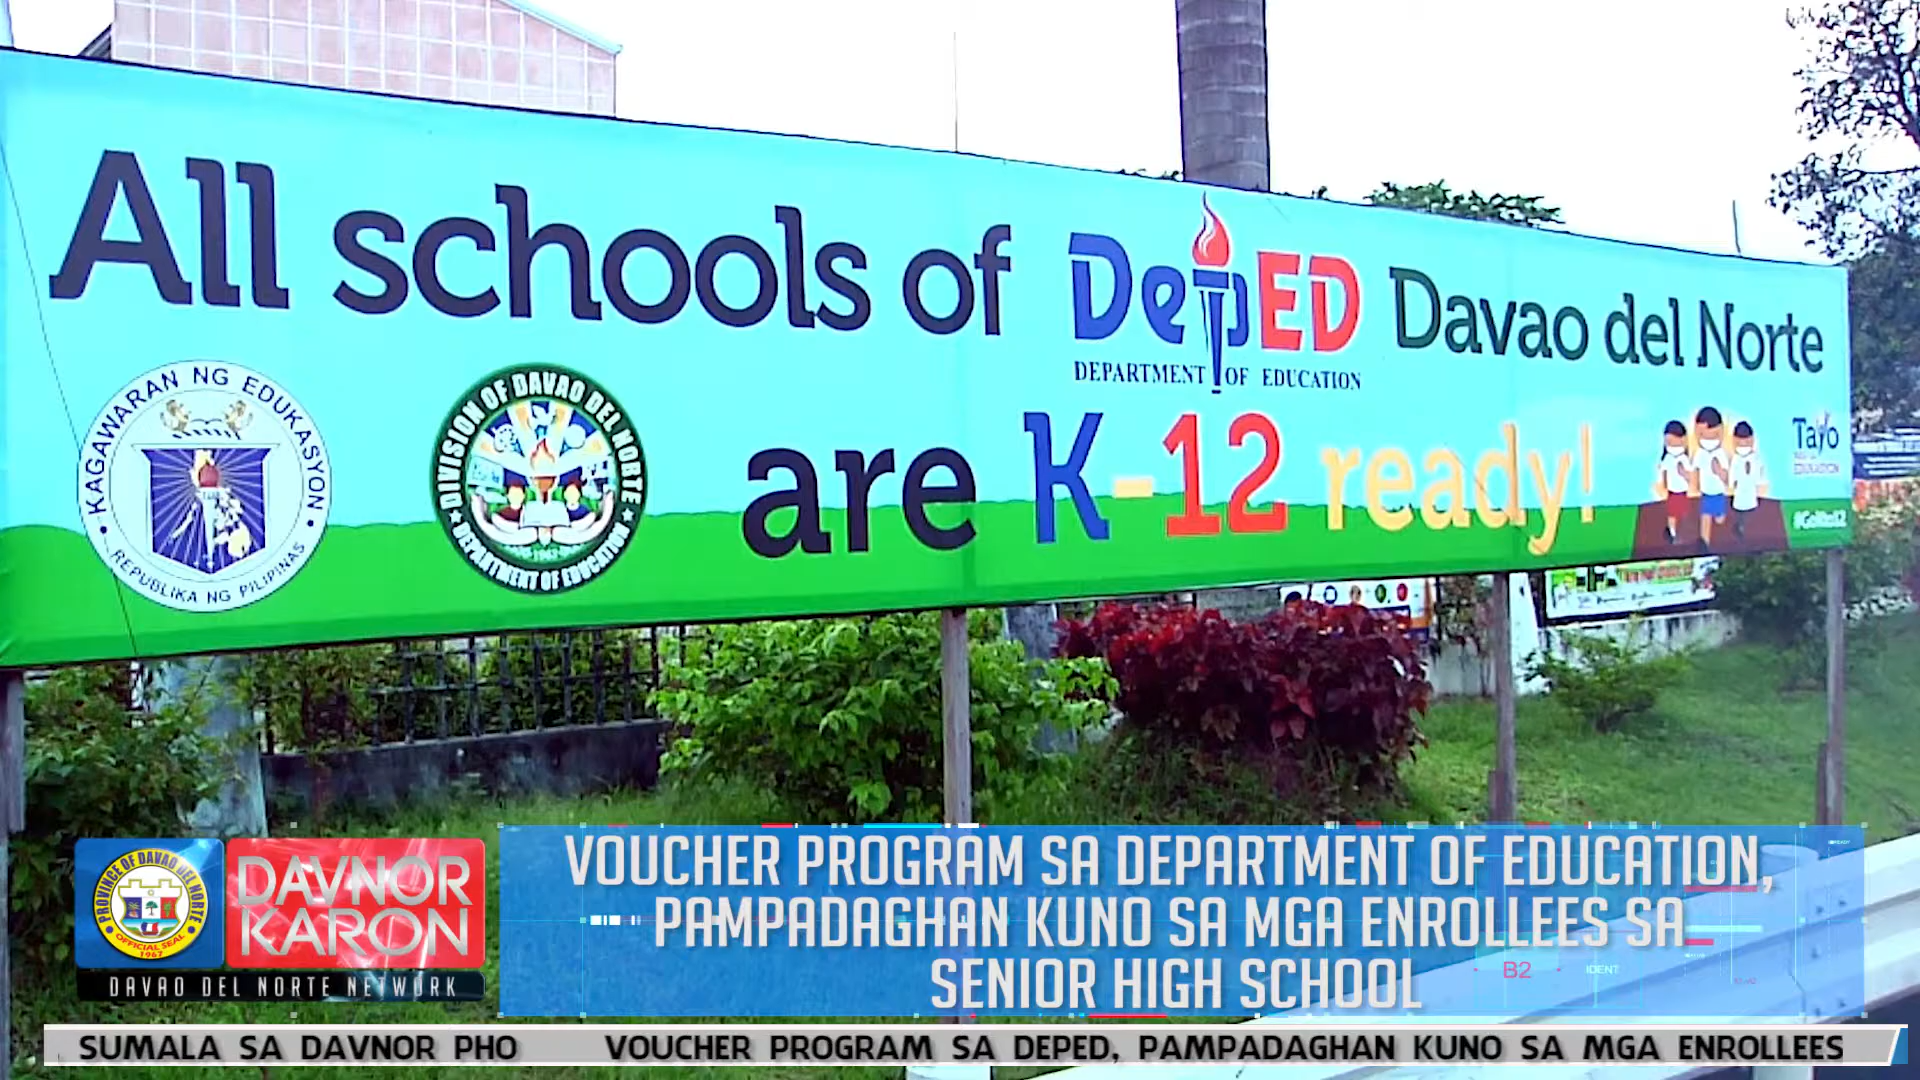 All schools of DepED Davao del Norte
DEPARTMENT OF EDUCATION
are K-12 ready!
KAGAWARAN NG EDUKASYON
REPUBLIKA NG PILIPINAS
DIVISION OF DAVAO DEL NORTE
DEPARTMENT OF EDUCATION
Tayo
EDUKASYON
PROVINCE OF DAVAO DEL NORTE
OFFICIAL SEAL
1967
DAVNOR
KARON
DAVAO DEL NORTE NETWORK
VOUCHER PROGRAM SA DEPARTMENT OF EDUCATION,
PAMPADAGHAN KUNO SA MGA ENROLLEES SA
SENIOR HIGH SCHOOL
B2
IDENT
SUMALA SA DAVNOR PHO VOUCHER PROGRAM SA DEPED, PAMPADAGHAN KUNO SA MGA ENROLLEES